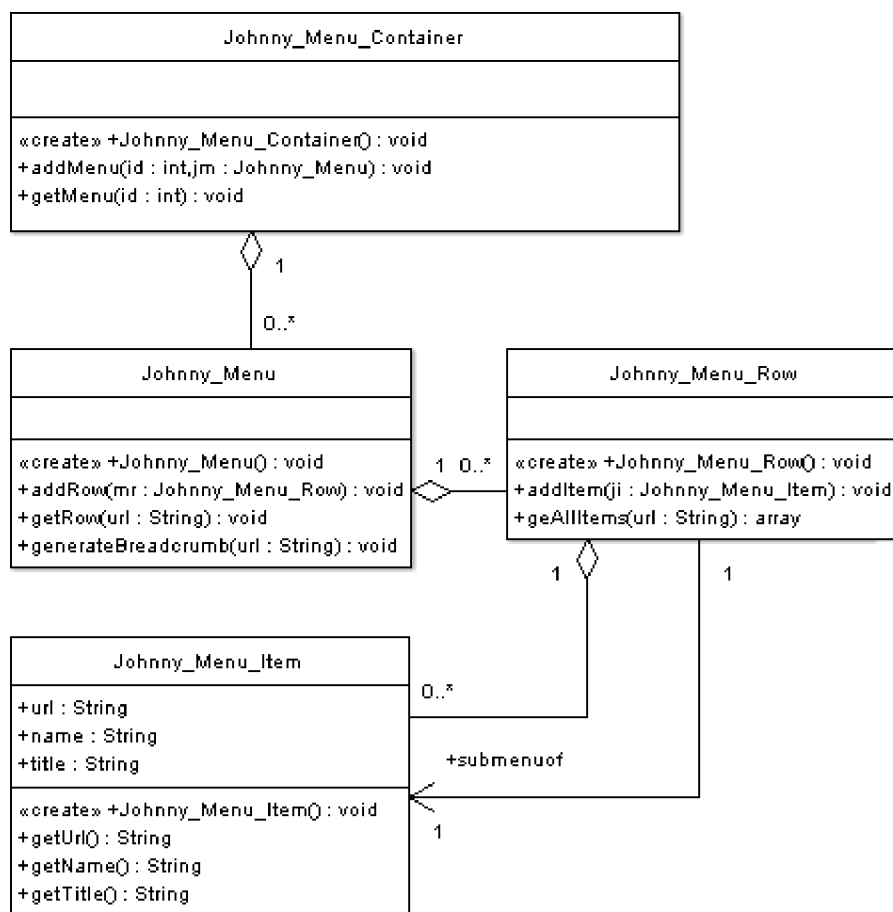 Johnny_Menu_Container
«create» +Johnny_Menu_Container() : void
+addMenu(id : int,jm : Johnny_Menu) : void
+getMenu(id : int) : void
1
0..*
Johnny_Menu
«create» +Johnny_Menu() : void
+addRow(mr : Johnny_Menu_Row) : void
+getRow(url : String) : void
+generateBreadcrumb(url : String) : void
1 0..*
Johnny_Menu_Row
«create» +Johnny_Menu_Row() : void
+addItem(ji : Johnny_Menu_Item) : void
+geAllItems(url : String) : array
1
1
Johnny_Menu_Item
+url : String
+name : String
+title : String
«create» +Johnny_Menu_Item() : void
+getUrl() : String
+getName() : String
+getTitle() : String
0..*
+submenuof
1